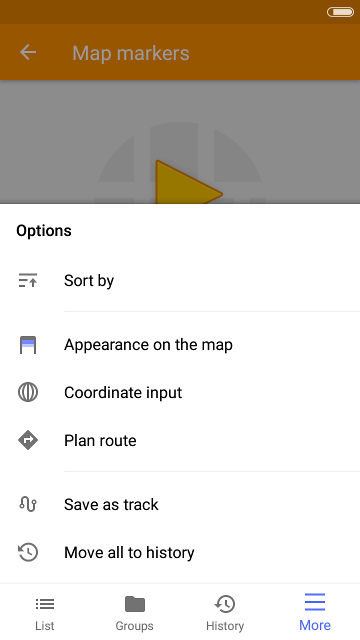 Map markers
Options
Sort by
Appearance on the map
Coordinate input
Plan route
Save as track
Move all to history
List
Groups
History
More